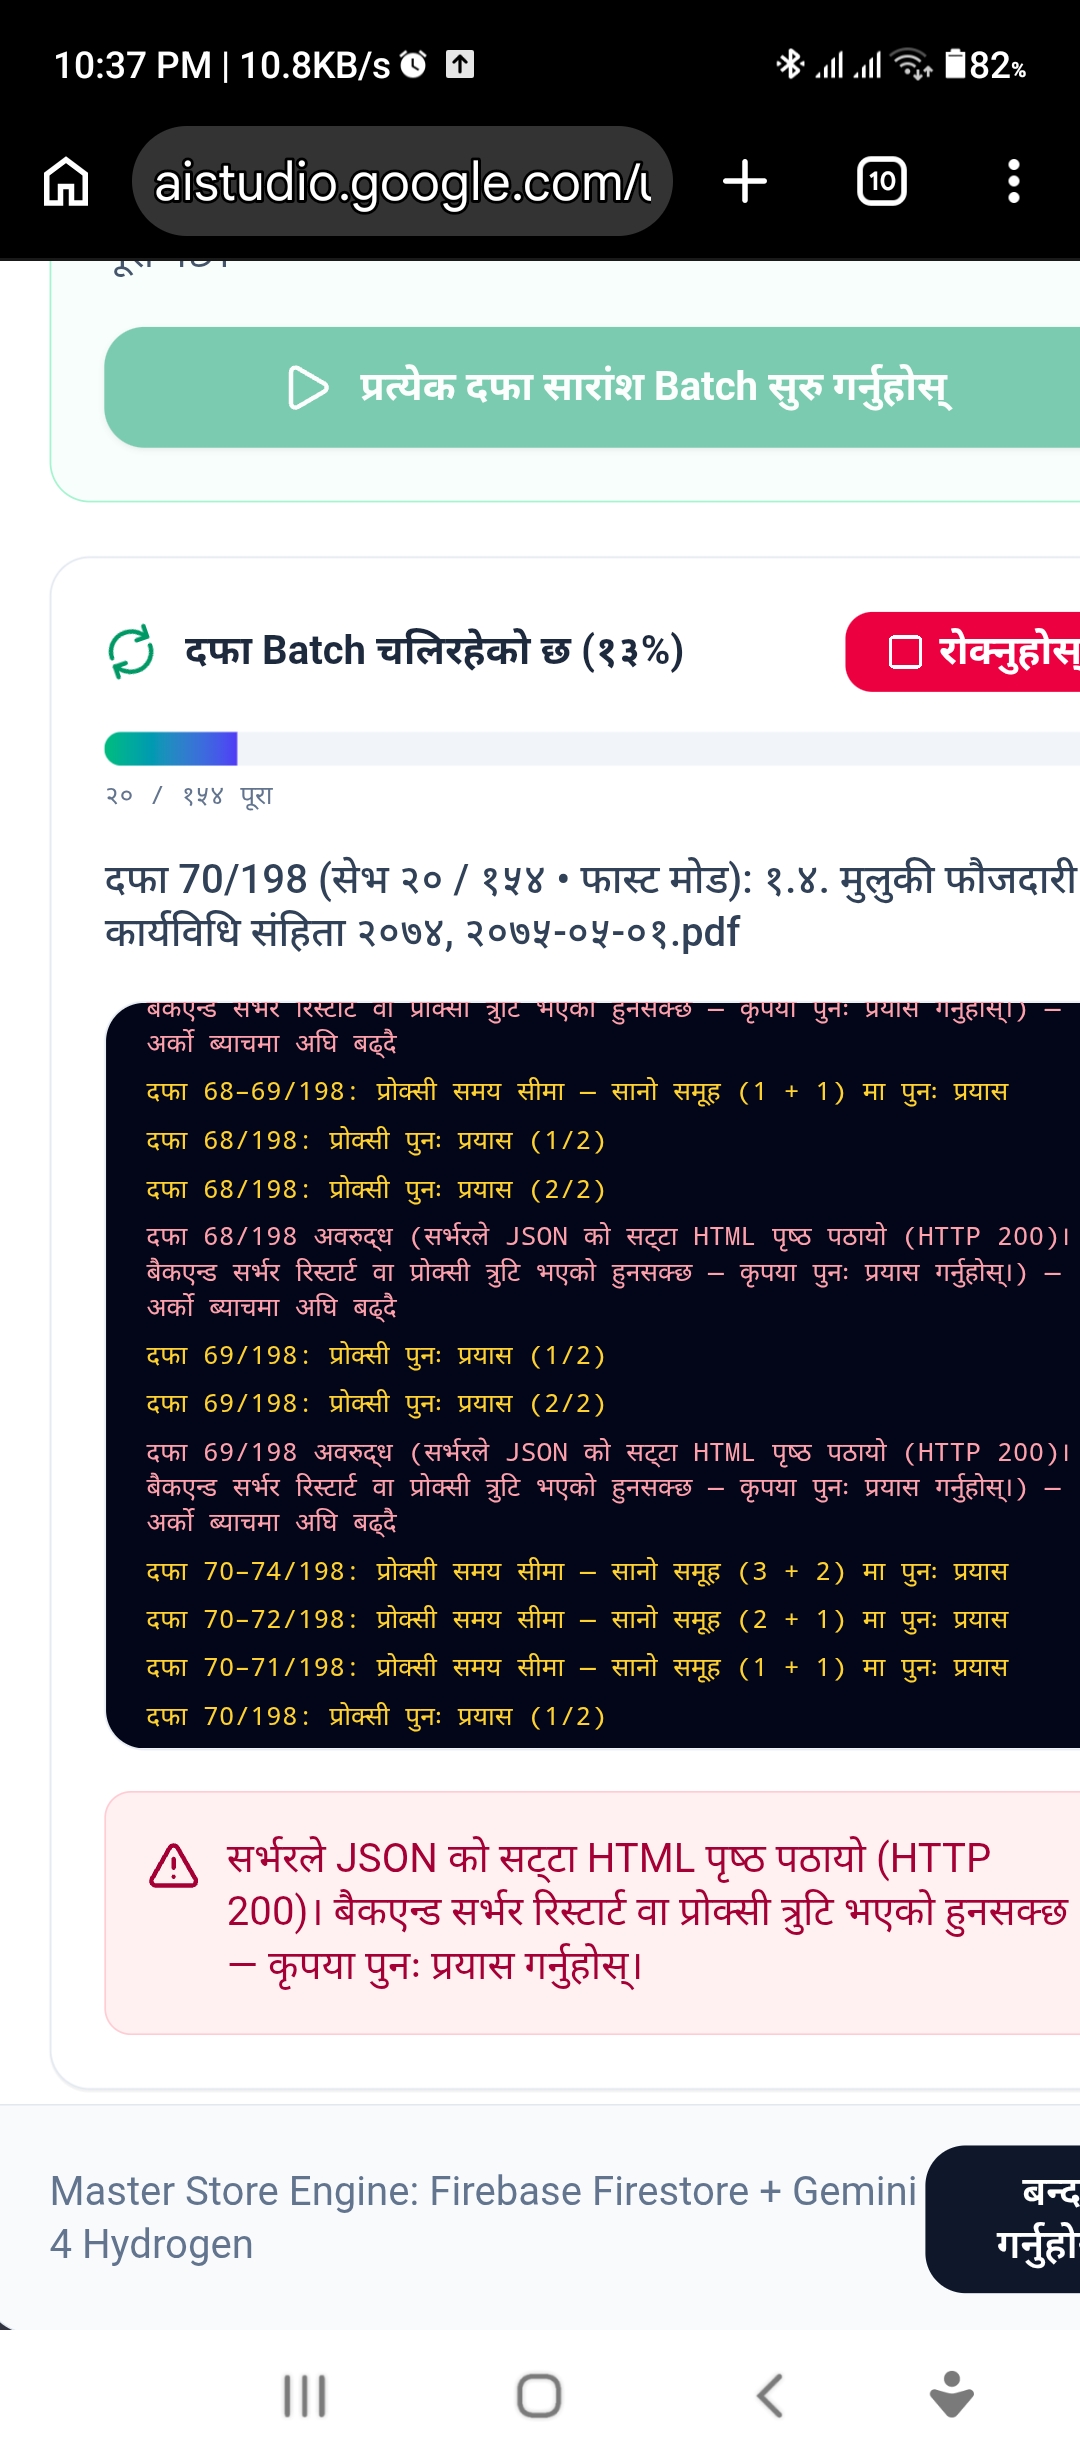 10:37 PM | 10.8KB/s
82%
aistudio.google.com/u
10
प्रत्येक दफा सारांश Batch सुरु गर्नुहोस्
दफा Batch चलिरहेको छ (१३%)
रोक्नुहोस्
२० / १५४ पूरा
दफा 70/198 (सेभ २० / १५४ • फास्ट मोड): १.४. मुलुकी फौजदारी
कार्यविधि संहिता २०७४, २०७५-०५-०१.pdf
बैकएन्ड सर्भर रिस्टार्ट वा प्रोक्सी त्रुटि भएको हुनसक्छ — कृपया पुनः प्रयास गर्नुहोस्।) —
अर्को ब्याचमा अघि बढ्दै
दफा 68–69/198: प्रोक्सी समय सीमा — सानो समूह (1 + 1) मा पुनः प्रयास
दफा 68/198: प्रोक्सी पुनः प्रयास (1/2)
दफा 68/198: प्रोक्सी पुनः प्रयास (2/2)
दफा 68/198 अवरुद्ध (सर्भरले JSON को सट्टा HTML पृष्ठ पठायो (HTTP 200)।
बैकएन्ड सर्भर रिस्टार्ट वा प्रोक्सी त्रुटि भएको हुनसक्छ — कृपया पुनः प्रयास गर्नुहोस्।) —
अर्को ब्याचमा अघि बढ्दै
दफा 69/198: प्रोक्सी पुनः प्रयास (1/2)
दफा 69/198: प्रोक्सी पुनः प्रयास (2/2)
दफा 69/198 अवरुद्ध (सर्भरले JSON को सट्टा HTML पृष्ठ पठायो (HTTP 200)।
बैकएन्ड सर्भर रिस्टार्ट वा प्रोक्सी त्रुटि भएको हुनसक्छ — कृपया पुनः प्रयास गर्नुहोस्।) —
अर्को ब्याचमा अघि बढ्दै
दफा 70–74/198: प्रोक्सी समय सीमा — सानो समूह (3 + 2) मा पुनः प्रयास
दफा 70–72/198: प्रोक्सी समय सीमा — सानो समूह (2 + 1) मा पुनः प्रयास
दफा 70–71/198: प्रोक्सी समय सीमा — सानो समूह (1 + 1) मा पुनः प्रयास
दफा 70/198: प्रोक्सी पुनः प्रयास (1/2)
सर्भरले JSON को सट्टा HTML पृष्ठ पठायो (HTTP
200)। बैकएन्ड सर्भर रिस्टार्ट वा प्रोक्सी त्रुटि भएको हुनसक्छ
— कृपया पुनः प्रयास गर्नुहोस्।
Master Store Engine: Firebase Firestore + Gemini
4 Hydrogen
बन्द